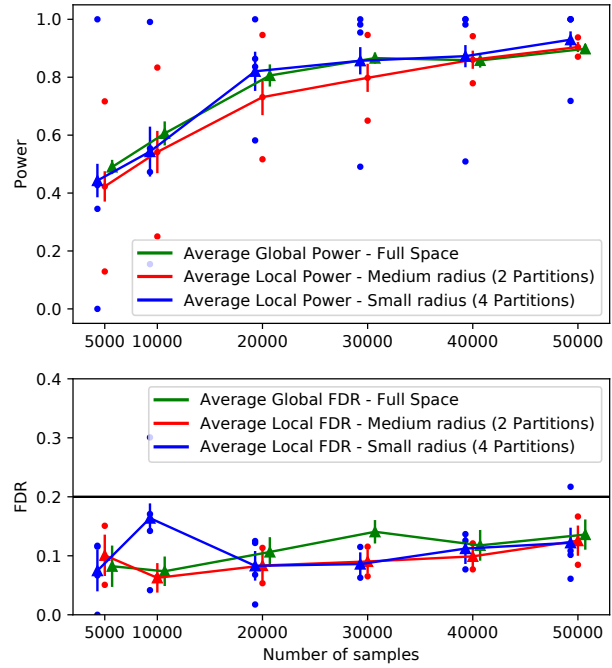 1.0
0.8
0.6
0.4
0.2
0.0
Power
Average Global Power - Full Space
Average Local Power - Medium radius (2 Partitions)
Average Local Power - Small radius (4 Partitions)
5000 10000 20000 30000 40000 50000
0.4
0.3
0.2
0.1
0.0
FDR
Average Global FDR - Full Space
Average Local FDR - Medium radius (2 Partitions)
Average Local FDR - Small radius (4 Partitions)
5000 10000 20000 30000 40000 50000
Number of samples